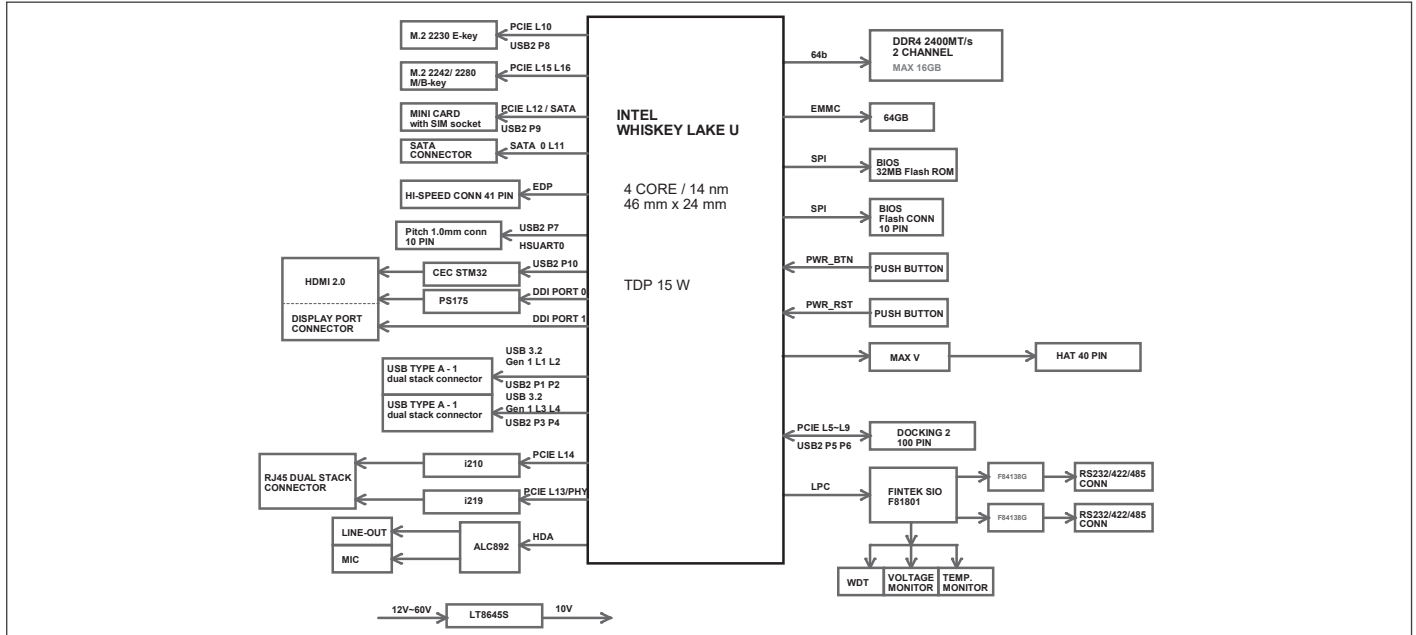 M.2 2230 E-key
PCIE L10
USB2 P8
M.2 2242/ 2280
M/B-key
PCIE L15 L16
MINI CARD
with SIM socket
PCIE L12 / SATA
USB2 P9
SATA
CONNECTOR
SATA 0 L11
HI-SPEED CONN 41 PIN
EDP
Pitch 1.0mm conn
10 PIN
USB2 P7
HSUART0
HDMI 2.0
CEC STM32
USB2 P10
PS175
DDI PORT 0
DISPLAY PORT
CONNECTOR
DDI PORT 1
USB TYPE A - 1
dual stack connector
USB 3.2
Gen 1 L1 L2
USB2 P1 P2
USB TYPE A - 1
dual stack connector
USB 3.2
Gen 1 L3 L4
USB2 P3 P4
RJ45 DUAL STACK
CONNECTOR
i210
PCIE L14
i219
PCIE L13/PHY
LINE-OUT
MIC
ALC892
HDA
12V~60V
LT8645S
10V
INTEL
WHISKEY LAKE U
4 CORE / 14 nm
46 mm x 24 mm
TDP 15 W
64b
DDR4 2400MT/s
2 CHANNEL
MAX 16GB
EMMC
64GB
SPI
BIOS
32MB Flash ROM
SPI
BIOS
Flash CONN
10 PIN
PWR_BTN
PUSH BUTTON
PWR_RST
PUSH BUTTON
MAX V
HAT 40 PIN
PCIE L5~L9
USB2 P5 P6
DOCKING 2
100 PIN
LPC
FINTEK SIO
F81801
F84138G
RS232/422/485
CONN
F84138G
RS232/422/485
CONN
WDT
VOLTAGE
MONITOR
TEMP.
MONITOR